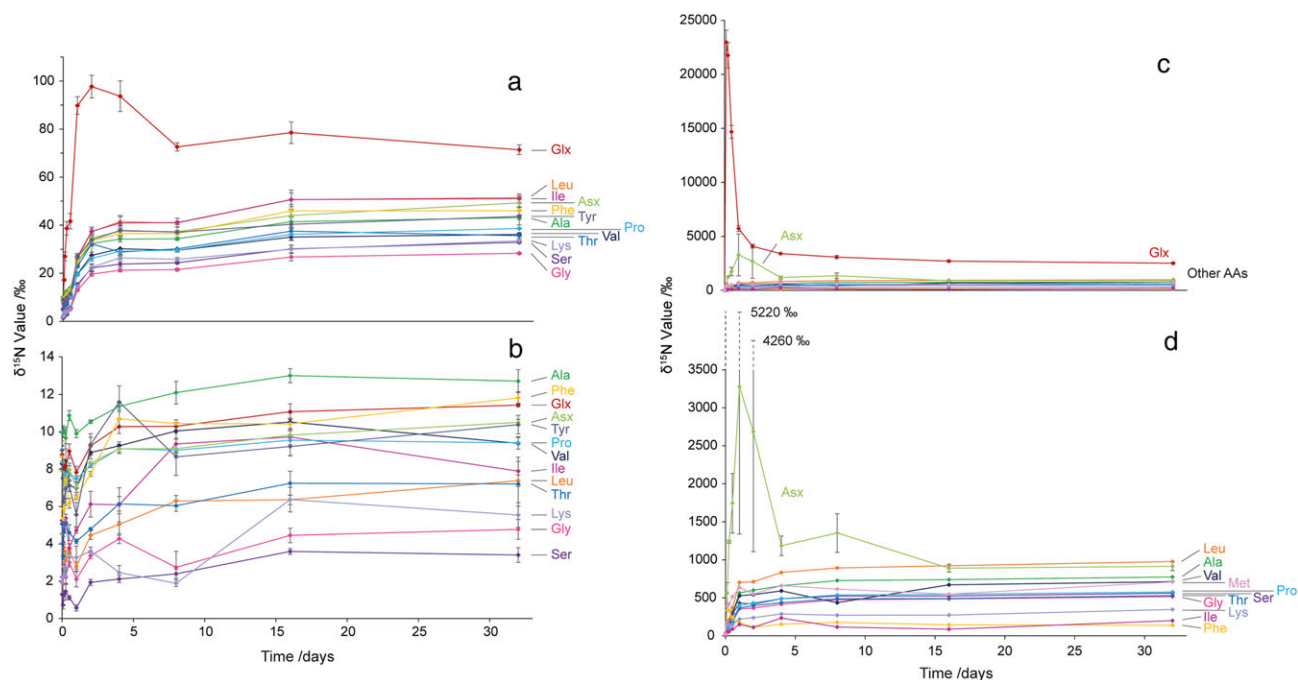 a
100
80
60
40
20
0
Glx
Leu
Ile
Asx
Phe
Tyr
Ala
Pro
Val
Thr
Lys
Ser
Gly
δ¹⁵N Value /‰
b
14
12
10
8
6
4
2
0
Ala
Phe
Glx
Asx
Tyr
Pro
Val
Ile
Leu
Thr
Lys
Gly
Ser
0 5 10 15 20 25 30
Time /days
c
25000
20000
15000
10000
5000
0
Asx
Glx
Other AAs
δ¹⁵N Value /‰
5220 ‰
4260 ‰
d
3500
3000
2500
2000
1500
1000
500
0
Asx
Leu
Ala
Val
Met
Pro
Ser
Thr
Gly
Lys
Ile
Phe
0 5 10 15 20 25 30
Time /days